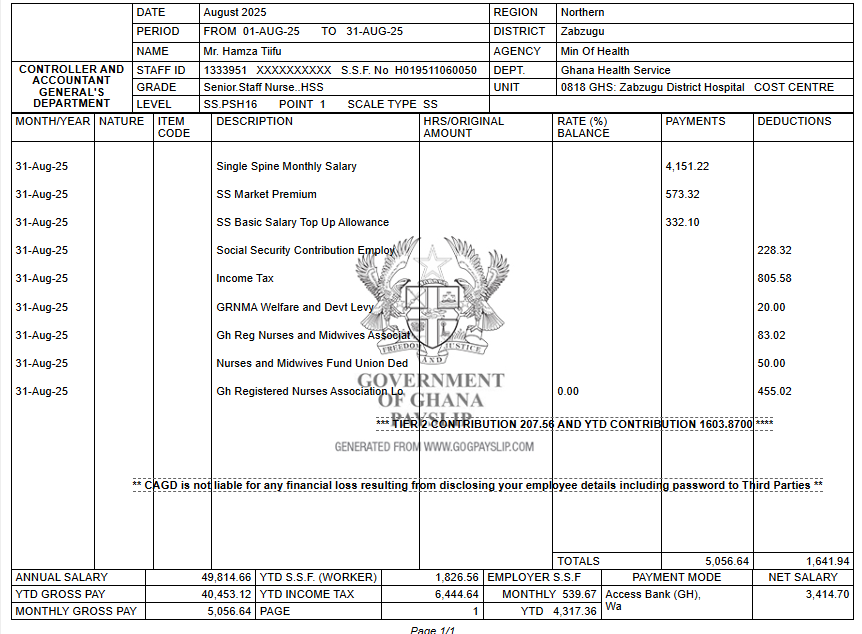 DATE August 2025 REGION Northern
PERIOD FROM 01-AUG-25 TO 31-AUG-25 DISTRICT Zabzugu
NAME Mr. Hamza Tiifu AGENCY Min Of Health
CONTROLLER AND ACCOUNTANT GENERAL'S DEPARTMENT
STAFF ID 1333951 XXXXXXXXXX S.S.F. No H019511060050 DEPT. Ghana Health Service
GRADE Senior.Staff Nurse..HSS UNIT 0818 GHS: Zabzugu District Hospital COST CENTRE
LEVEL SS.PSH16 POINT 1 SCALE TYPE SS
MONTH/YEAR NATURE ITEM CODE DESCRIPTION HRS/ORIGINAL AMOUNT RATE (%) BALANCE PAYMENTS DEDUCTIONS
31-Aug-25 Single Spine Monthly Salary 4,151.22
31-Aug-25 SS Market Premium 573.32
31-Aug-25 SS Basic Salary Top Up Allowance 332.10
31-Aug-25 Social Security Contribution Employ 228.32
31-Aug-25 Income Tax 805.58
31-Aug-25 GRNMA Welfare and Devt Levy 20.00
31-Aug-25 Gh Reg Nurses and Midwives Associat 83.02
FREEDOM AND JUSTICE
31-Aug-25 Nurses and Midwives Fund Union Ded 50.00
31-Aug-25 Gh Registered Nurses Association Lo 0.00 455.02
GOVERNMENT
OF GHANA
PAYSLIP
*** TIER 2 CONTRIBUTION 207.56 AND YTD CONTRIBUTION 1603.8700 ****
GENERATED FROM WWW.GOGPAYSLIP.COM
** CAGD is not liable for any financial loss resulting from disclosing your employee details including password to Third Parties **
TOTALS 5,056.64 1,641.94
ANNUAL SALARY 49,814.66 YTD S.S.F. (WORKER) 1,826.56 EMPLOYER S.S.F PAYMENT MODE NET SALARY
YTD GROSS PAY 40,453.12 YTD INCOME TAX 6,444.64 MONTHLY 539.67 Access Bank (GH), 3,414.70
Wa
MONTHLY GROSS PAY 5,056.64 PAGE 1 YTD 4,317.36
Page 1/1